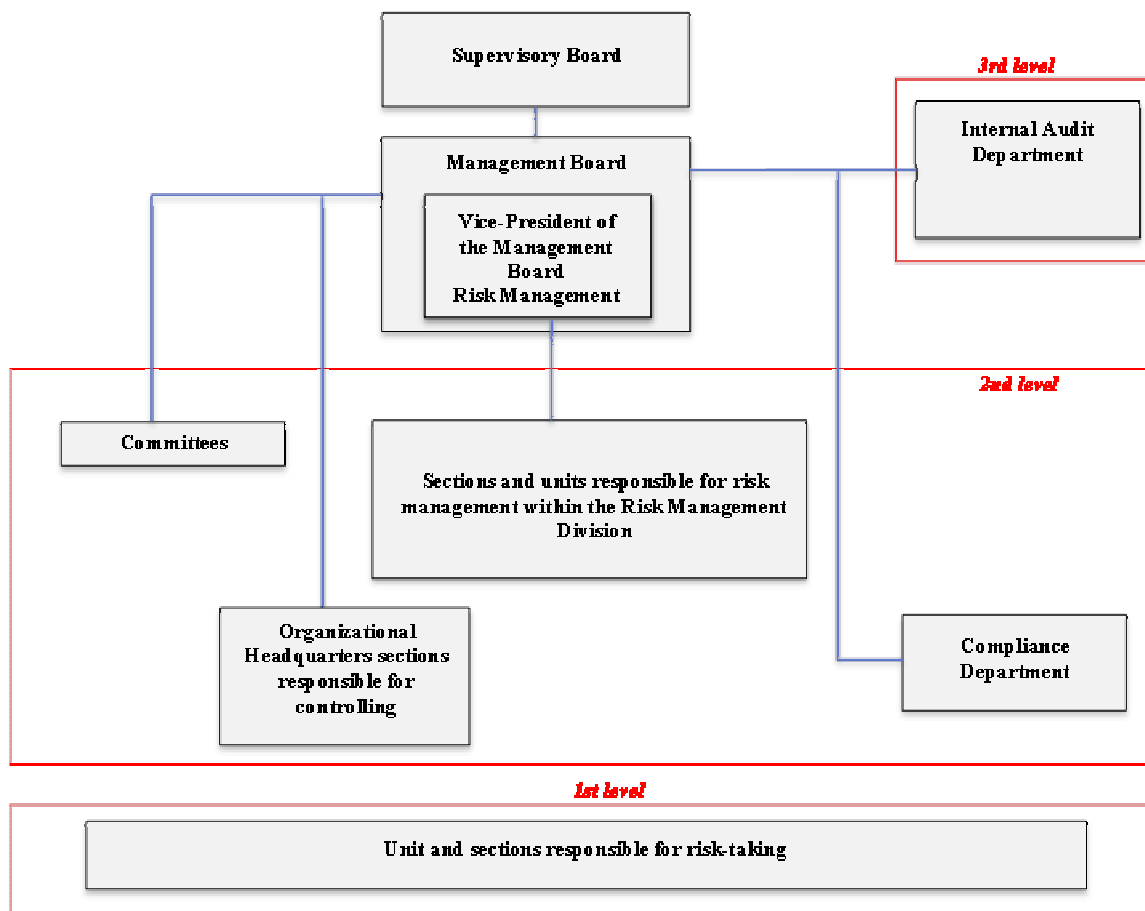 Supervisory Board
3rd level
Internal Audit
Department
Management Board
Vice-President of
the Management
Board
Risk Management
2nd level
Committees
Sections and units responsible for risk
management within the Risk Management
Division
Organizational
Headquarters sections
responsible for
controlling
Compliance
Department
1st level
Unit and sections responsible for risk-taking